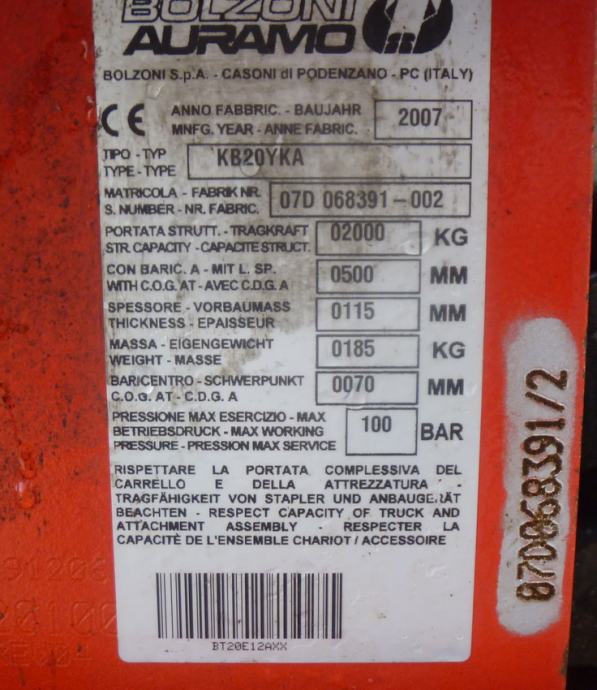 BOLZONI
AURAMO
BOLZONI S.p.A. - CASONI di PODENZANO - PC (ITALY)
CE ANNO FABBRIC. - BAUJAHR
MNFG. YEAR - ANNE FABRIC. 2007
TIPO - TYP
TYPE - TYPE KB20YKA
MATRICOLA - FABRIK NR.
S. NUMBER - NR. FABRIC. 07D 068391-002
PORTATA STRUTT. - TRAGKRAFT
STR. CAPACITY - CAPACITE STRUCT. 02000 KG
CON BARIC. A - MIT L. SP.
WITH C.O.G. AT - AVEC C.D.G. A 0500 MM
SPESSORE - VORBAUMASS
THICKNESS - EPAISSEUR 0115 MM
MASSA - EIGENGEWICHT
WEIGHT - MASSE 0185 KG
BARICENTRO - SCHWERPUNKT
C.O.G. AT - C.D.G. A 0070 MM
PRESSIONE MAX ESERCIZIO - MAX
BETRIEBSDRUCK - MAX WORKING
PRESSURE - PRESSION MAX SERVICE 100 BAR
RISPETTARE LA PORTATA COMPLESSIVA DEL
CARRELLO E DELLA ATTREZZATURA -
TRAGFÄHIGKEIT VON STAPLER UND ANBAUGERÄT
BEACHTEN - RESPECT CAPACITY OF TRUCK AND
ATTACHMENT ASSEMBLY - RESPECTER LA
CAPACITÈ DE L'ENSEMBLE CHARIOT / ACCESSOIRE
BT20E12AXX
07D068391/2